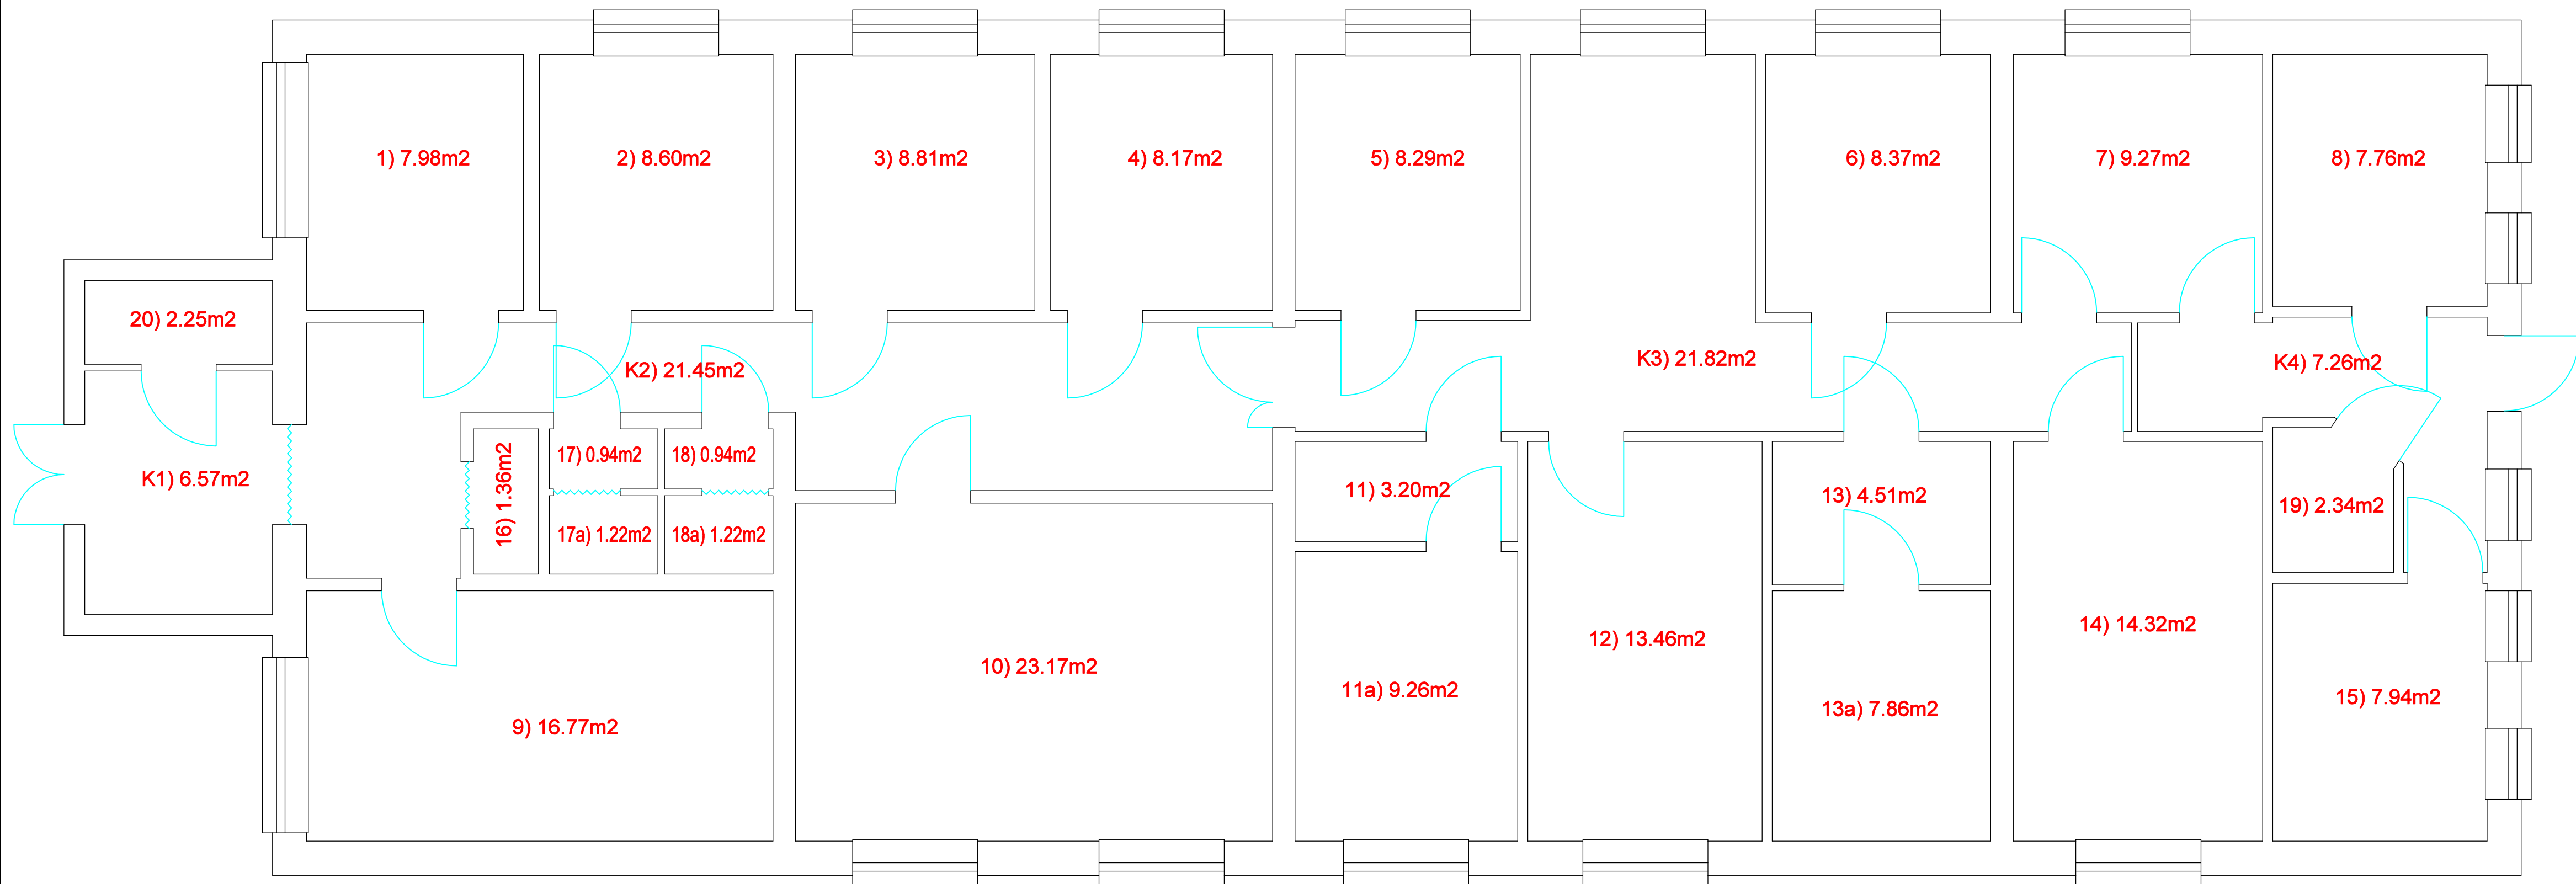 1) 7.98m2
2) 8.60m2
3) 8.81m2
4) 8.17m2
5) 8.29m2
6) 8.37m2
7) 9.27m2
8) 7.76m2
20) 2.25m2
K2) 21.45m2
K3) 21.82m2
K4) 7.26m2
K1) 6.57m2
16) 1.36m2
17) 0.94m2
18) 0.94m2
17a) 1.22m2
18a) 1.22m2
11) 3.20m2
13) 4.51m2
19) 2.34m2
9) 16.77m2
10) 23.17m2
11a) 9.26m2
12) 13.46m2
13a) 7.86m2
14) 14.32m2
15) 7.94m2